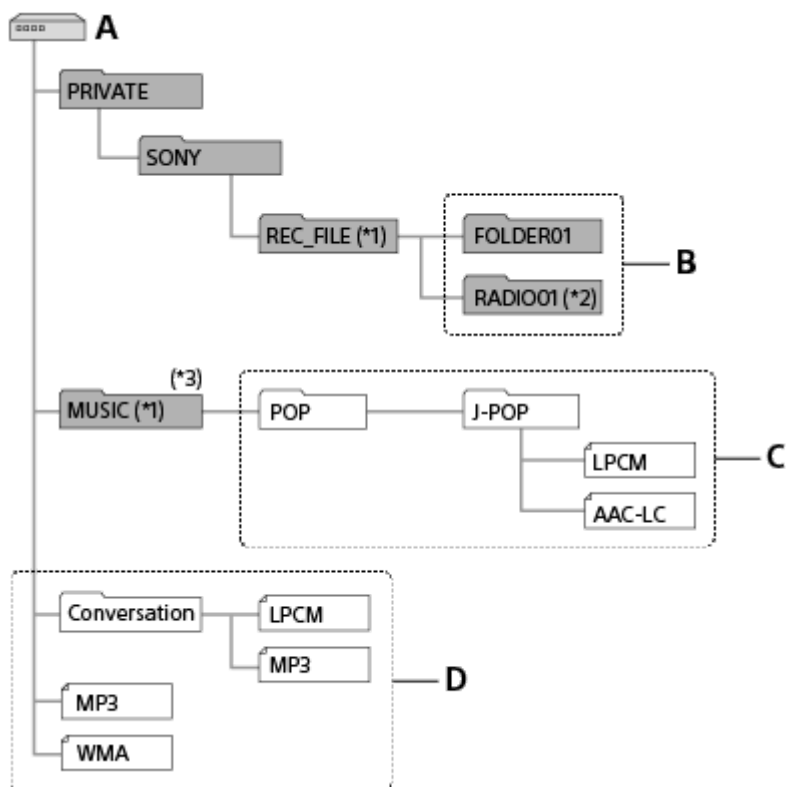 A
PRIVATE
SONY
REC_FILE (*1)
FOLDER01
RADIO01 (*2)
B
(*3)
MUSIC (*1)
POP
J-POP
LPCM
AAC-LC
C
Conversation
LPCM
MP3
D
MP3
WMA